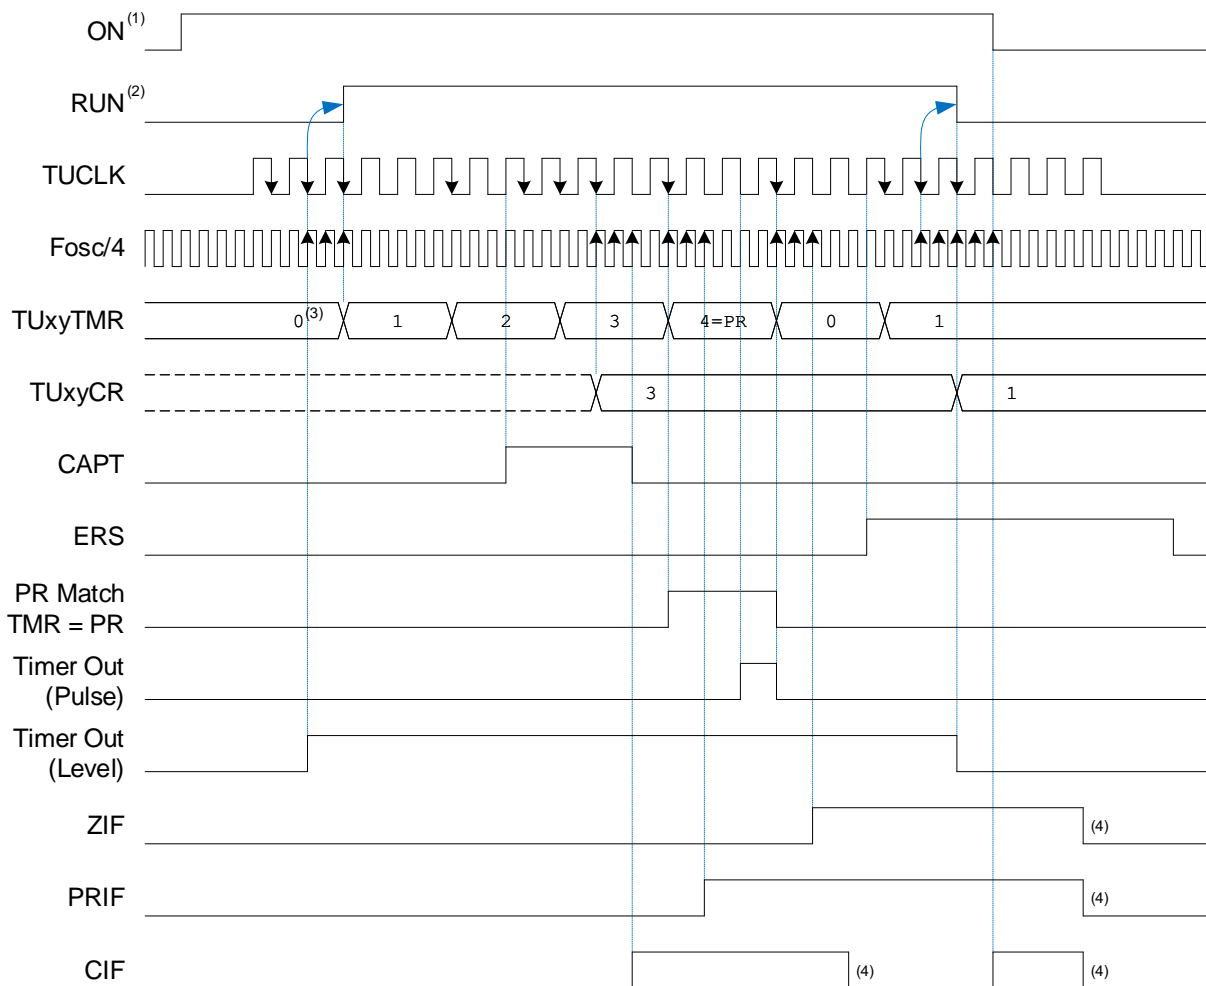 ON(1)
RUN(2)
TUCLK
Fosc/4
TUxyTMR 0(3) 1 2 3 4=PR 0 1
TUxyCR 3 1
CAPT
ERS
PR Match
TMR = PR
Timer Out
(Pulse)
Timer Out
(Level)
ZIF (4)
PRIF (4)
CIF (4) (4)